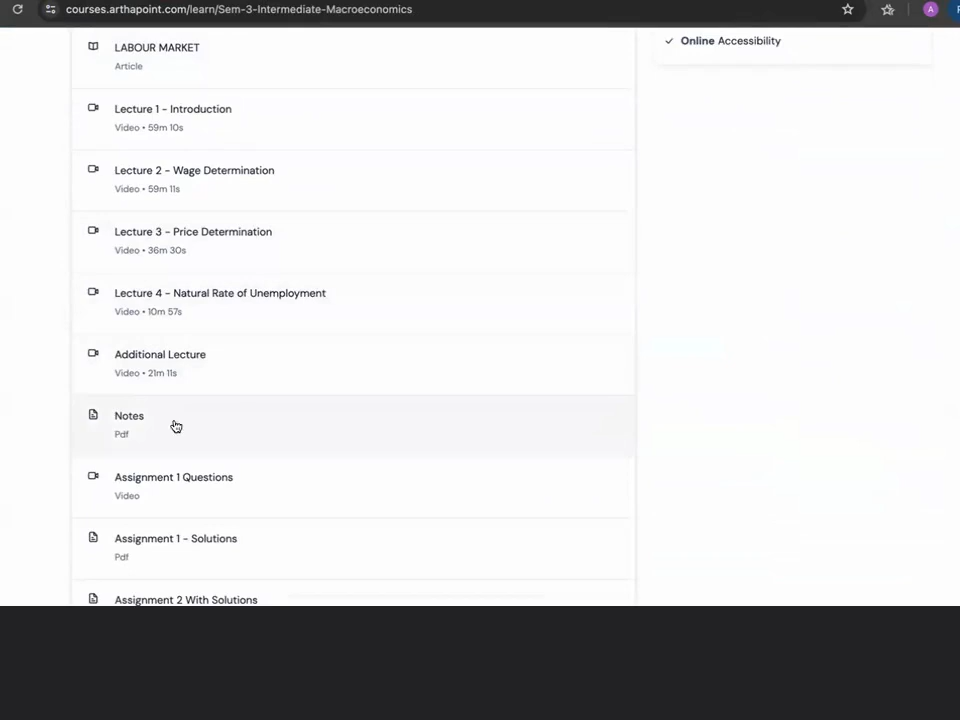 courses.arthapoint.com/learn/Sem-3-Intermediate-Macroeconomics
A
Online Accessibility
LABOUR MARKET
Article
Lecture 1 - Introduction
Video • 59m 10s
Lecture 2 - Wage Determination
Video • 59m 11s
Lecture 3 - Price Determination
Video • 36m 30s
Lecture 4 - Natural Rate of Unemployment
Video • 10m 57s
Additional Lecture
Video • 21m 11s
Notes
Pdf
Assignment 1 Questions
Video
Assignment 1 - Solutions
Pdf
Assignment 2 With Solutions